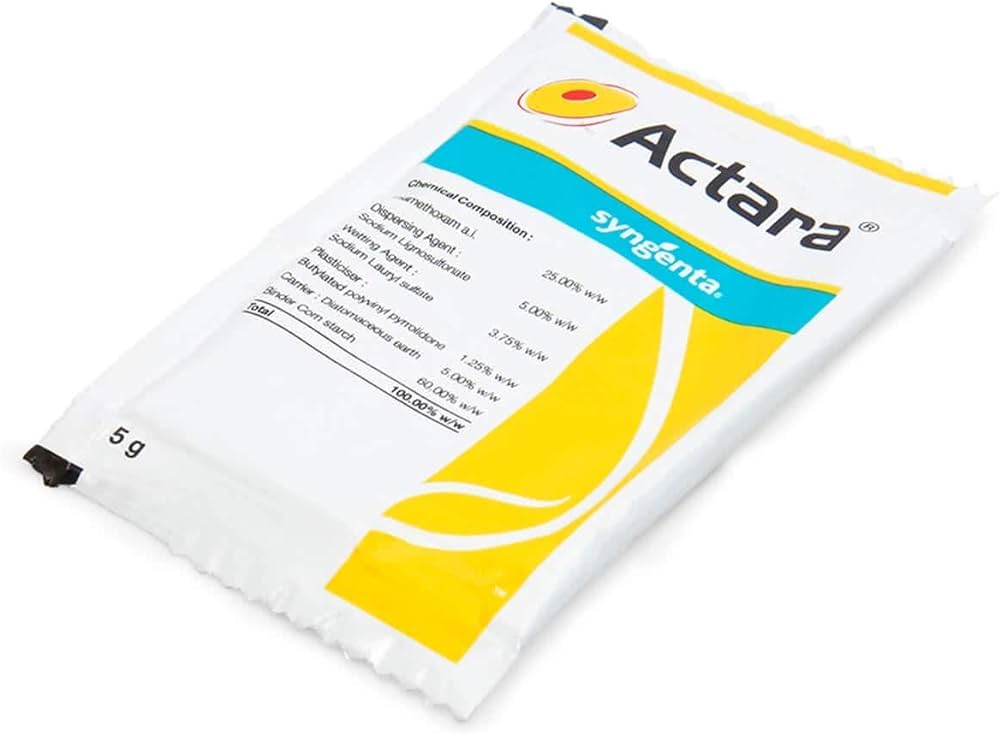 Actara®
syngenta®
Chemical Composition :
amethoxam a.i. 25.00% w/w
Dispersing Agent :
Sodium Lignosulfonate 5.00% w/w
Wetting Agent :
Sodium Lauryl sulfate 3.75% w/w
Plasticiser :
Butylated polyvinyl pyrrolidone 1.25% w/w
Carrier : Diatomaceous earth 5.00% w/w
Binder Corn starch 60.00% w/w
Total 100.00% w/w
5 g